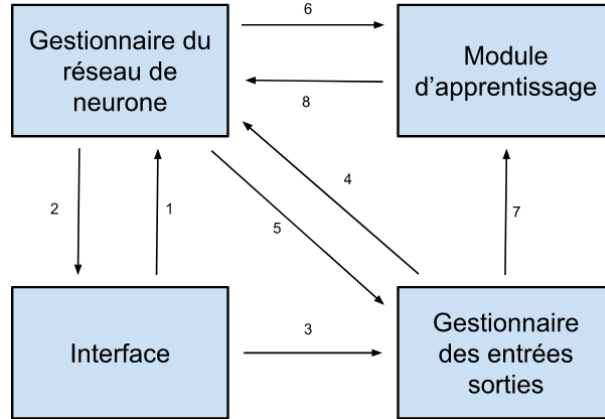 Gestionnaire du
réseau de
neurone
6
8
Module
d'apprentissage
2
1
4
5
7
Interface
3
Gestionnaire
des entrées
sorties